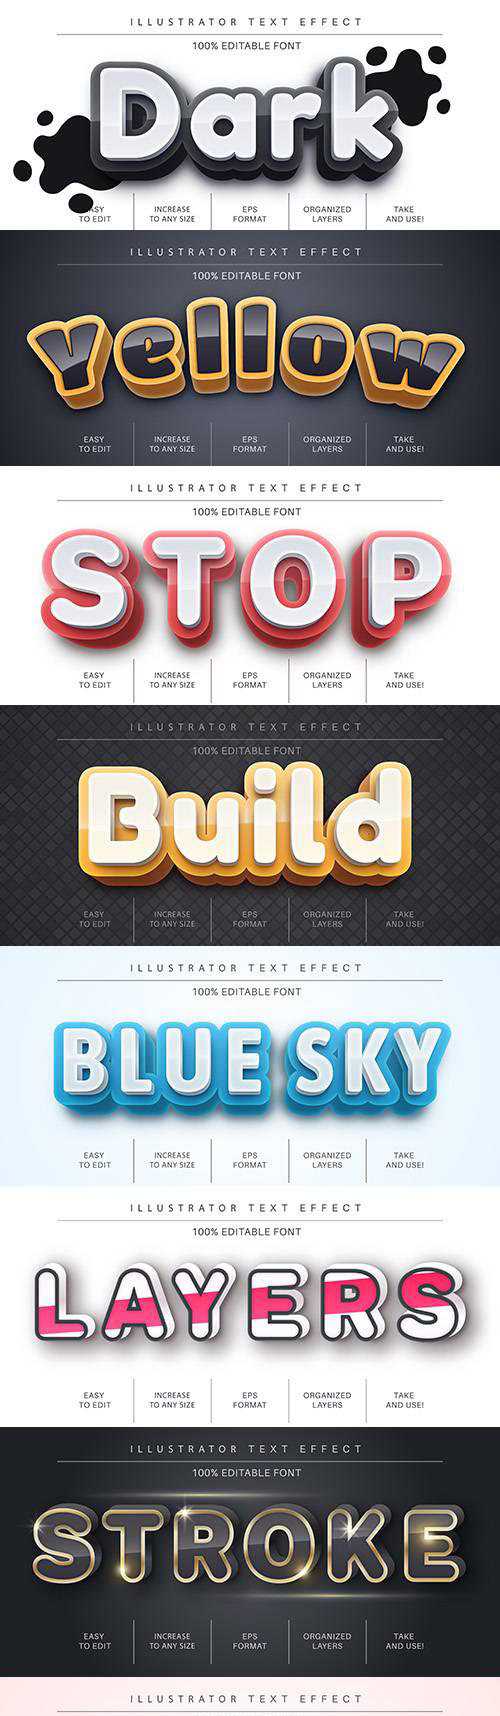 ILLUSTRATOR TEXT EFFECT
100% EDITABLE FONT
Dark
EASY TO EDIT
INCREASE TO ANY SIZE
EPS FORMAT
ORGANIZED LAYERS
TAKE AND USE!
ILLUSTRATOR TEXT EFFECT
100% EDITABLE FONT
Yellow
EASY TO EDIT
INCREASE TO ANY SIZE
EPS FORMAT
ORGANIZED LAYERS
TAKE AND USE!
ILLUSTRATOR TEXT EFFECT
100% EDITABLE FONT
STOP
EASY TO EDIT
INCREASE TO ANY SIZE
EPS FORMAT
ORGANIZED LAYERS
TAKE AND USE!
ILLUSTRATOR TEXT EFFECT
100% EDITABLE FONT
Build
EASY TO EDIT
INCREASE TO ANY SIZE
EPS FORMAT
ORGANIZED LAYERS
TAKE AND USE!
ILLUSTRATOR TEXT EFFECT
100% EDITABLE FONT
BLUE SKY
EASY TO EDIT
INCREASE TO ANY SIZE
EPS FORMAT
ORGANIZED LAYERS
TAKE AND USE!
ILLUSTRATOR TEXT EFFECT
100% EDITABLE FONT
LAYERS
EASY TO EDIT
INCREASE TO ANY SIZE
EPS FORMAT
ORGANIZED LAYERS
TAKE AND USE!
ILLUSTRATOR TEXT EFFECT
100% EDITABLE FONT
STROKE
EASY TO EDIT
INCREASE TO ANY SIZE
EPS FORMAT
ORGANIZED LAYERS
TAKE AND USE!
ILLUSTRATOR TEXT EFFECT